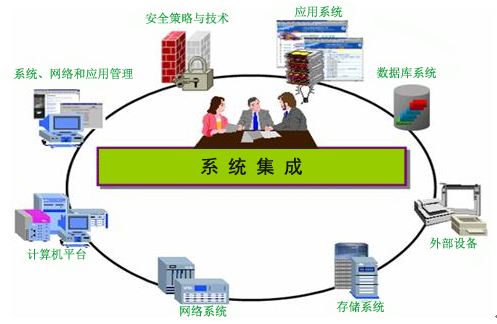 安全策略与技术
应用系统
系统、网络和应用管理
数据库系统
系统集成
计算机平台
外部设备
网络系统
存储系统